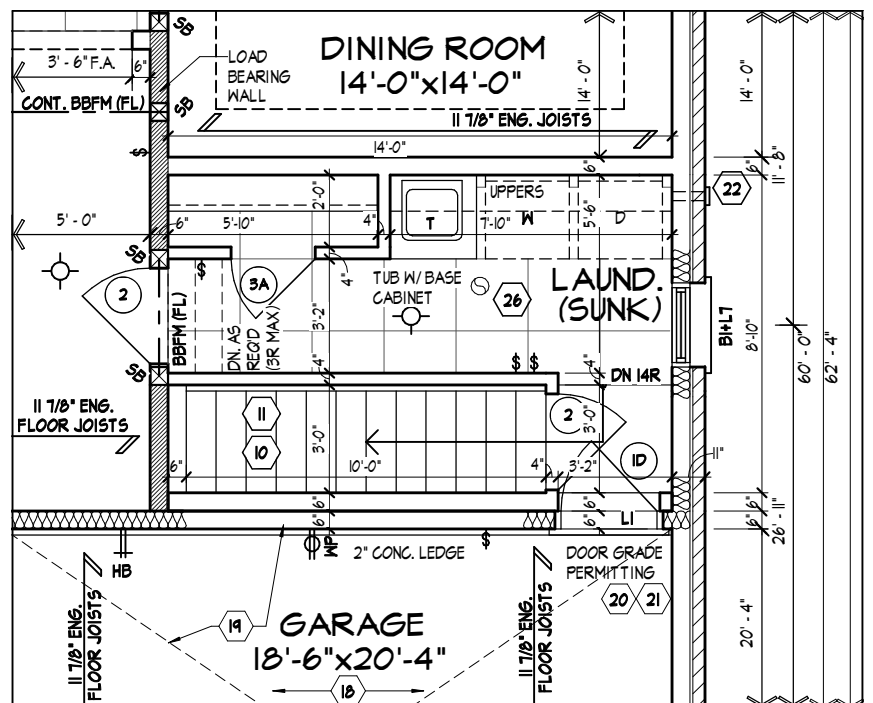 SB
3'-6" F.A.
6"
LOAD
BEARING
WALL
DINING ROOM
14'-0"x14'-0"
14'-0"
14'-0"
CONT. BBFM (FL)
SB
11 7/8" ENG. JOISTS
14'-0"
$
6"
6"
11'-8"
2'-0"
UPPERS
22
5'-0"
6"
5'-10"
4"
T
7'-10"
W
5'-6"
D
SB
$
4"
3A
2
TUB W/ BASE
CABINET
26
LAUND.
(SUNK)
BBFM (FL)
DN. AS
REQ'D
(3R MAX)
3'-2"
B1+L7
8'-10"
60'-0"
62'-4"
SB
4"
$ $
4"
DN 14R
11 7/8" ENG.
FLOOR JOISTS
11
10
3'-0"
2
3'-0"
1D
6"
10'-0"
4"
3'-2"
11"
6"
6"
6"
6"
L1
6"
6"
26'-11"
HB
WP
2" CONC. LEDGE
$
DOOR GRADE
PERMITTING
20
21
11 7/8" ENG.
FLOOR JOISTS
19
GARAGE
18'-6"x20'-4"
18
11 7/8" ENG.
FLOOR JOISTS
20'-4"